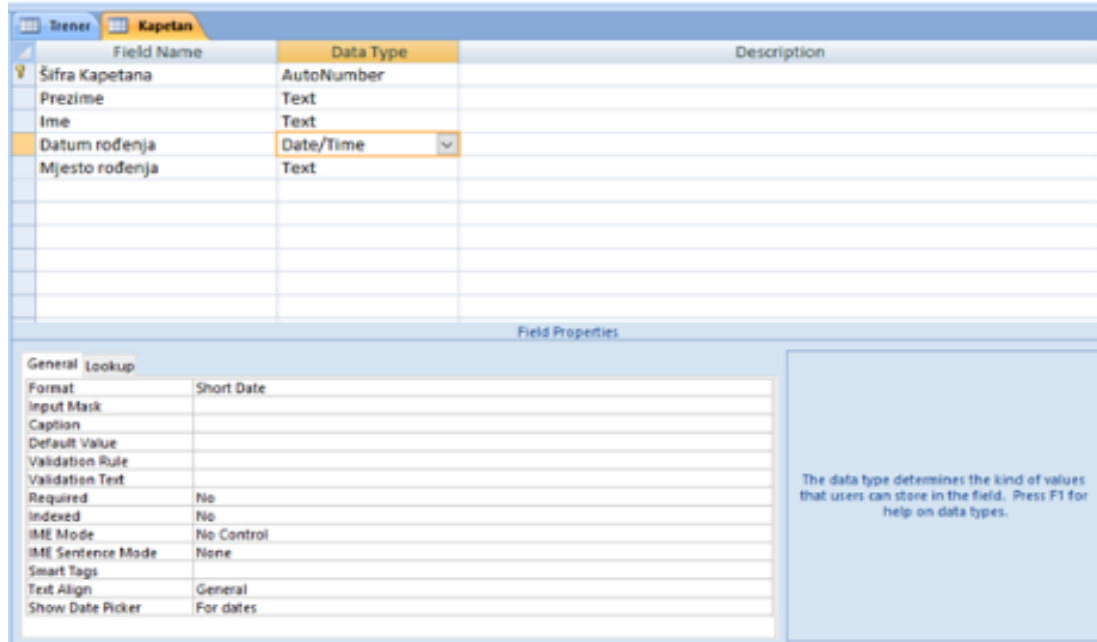 Trener Kapetan
Field Name Data Type Description
Šifra Kapetana AutoNumber
Prezime Text
Ime Text
Datum rođenja Date/Time
Mjesto rođenja Text
Field Properties
General Lookup
Format Short Date
Input Mask
Caption
Default Value
Validation Rule
Validation Text
Required No
Indexed No
IME Mode No Control
IME Sentence Mode None
Smart Tags
Text Align General
Show Date Picker For dates
The data type determines the kind of values
that users can store in the field. Press F1 for
help on data types.